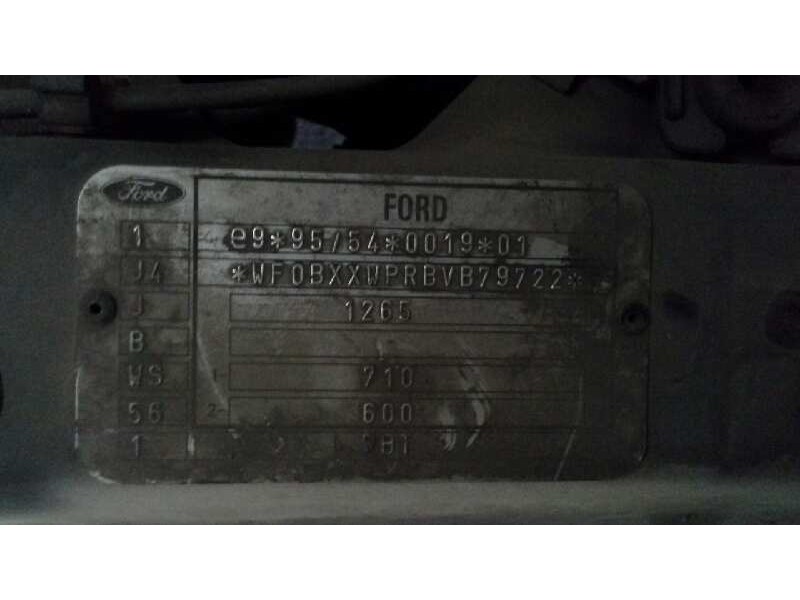 Ford
FORD
1 e9*95/54*0019*01
J4 *WF0BXXWPRBVB79722*
J 1265
B
WS 1- 710
56 2- 600
1